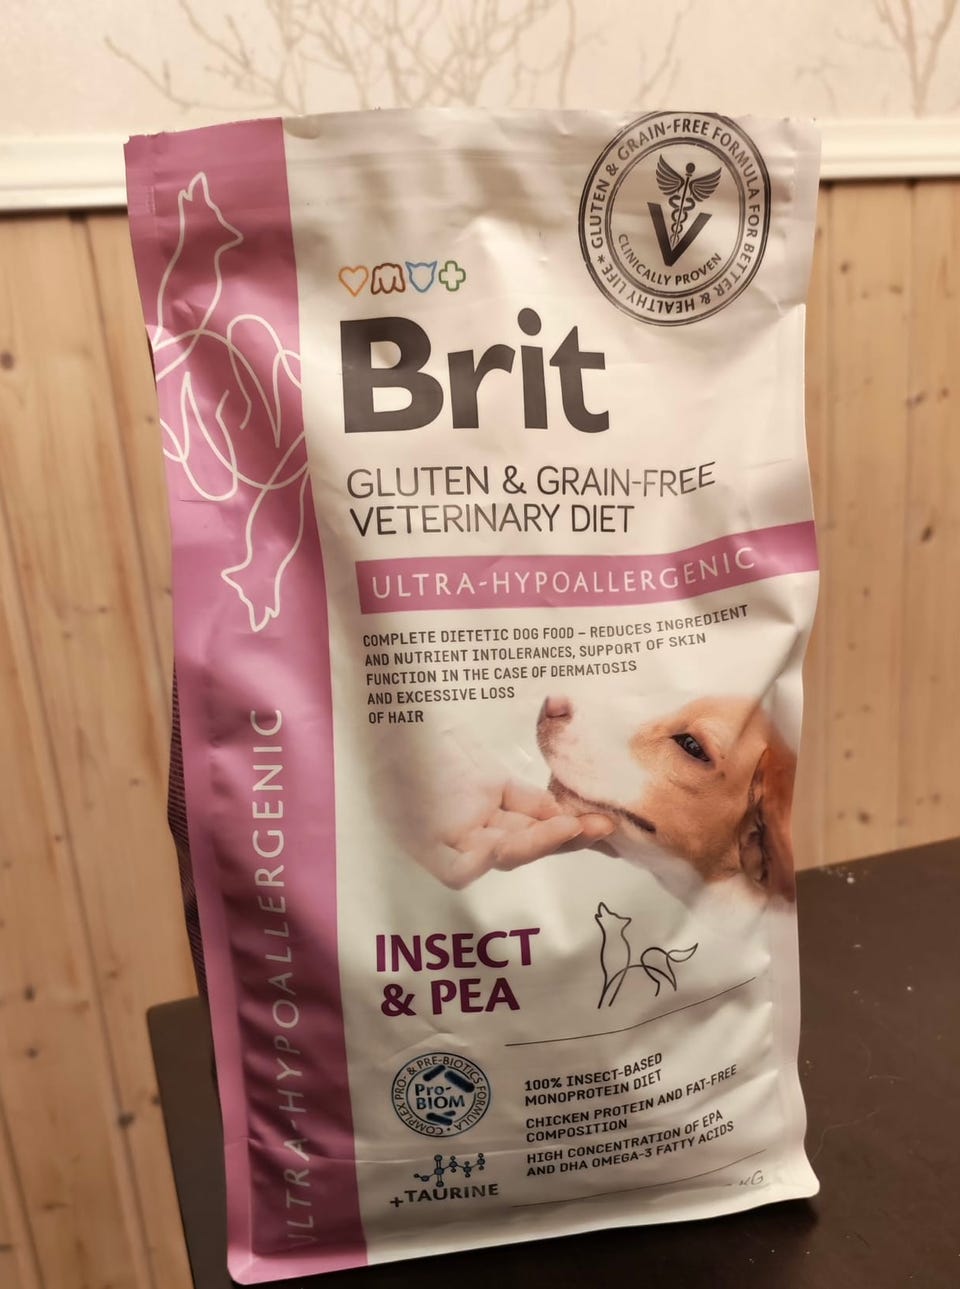 * GLUTEN & GRAIN-FREE FORMULA FOR BETTER & HEALTHY LIFE
V
CLINICALLY PROVEN
Brit
GLUTEN & GRAIN-FREE
VETERINARY DIET
ULTRA-HYPOALLERGENIC
COMPLETE DIETETIC DOG FOOD – REDUCES INGREDIENT
AND NUTRIENT INTOLERANCES, SUPPORT OF SKIN
FUNCTION IN THE CASE OF DERMATOSIS
AND EXCESSIVE LOSS
OF HAIR
ULTRA-HYPOALLERGENIC
INSECT
& PEA
COMPLEX PRO- & PRE-BIOTICS FORMULA •
Pro-
BIOM
+TAURINE
100% INSECT-BASED
MONOPROTEIN DIET
CHICKEN PROTEIN AND FAT-FREE
COMPOSITION
HIGH CONCENTRATION OF EPA
AND DHA OMEGA-3 FATTY ACIDS
KG